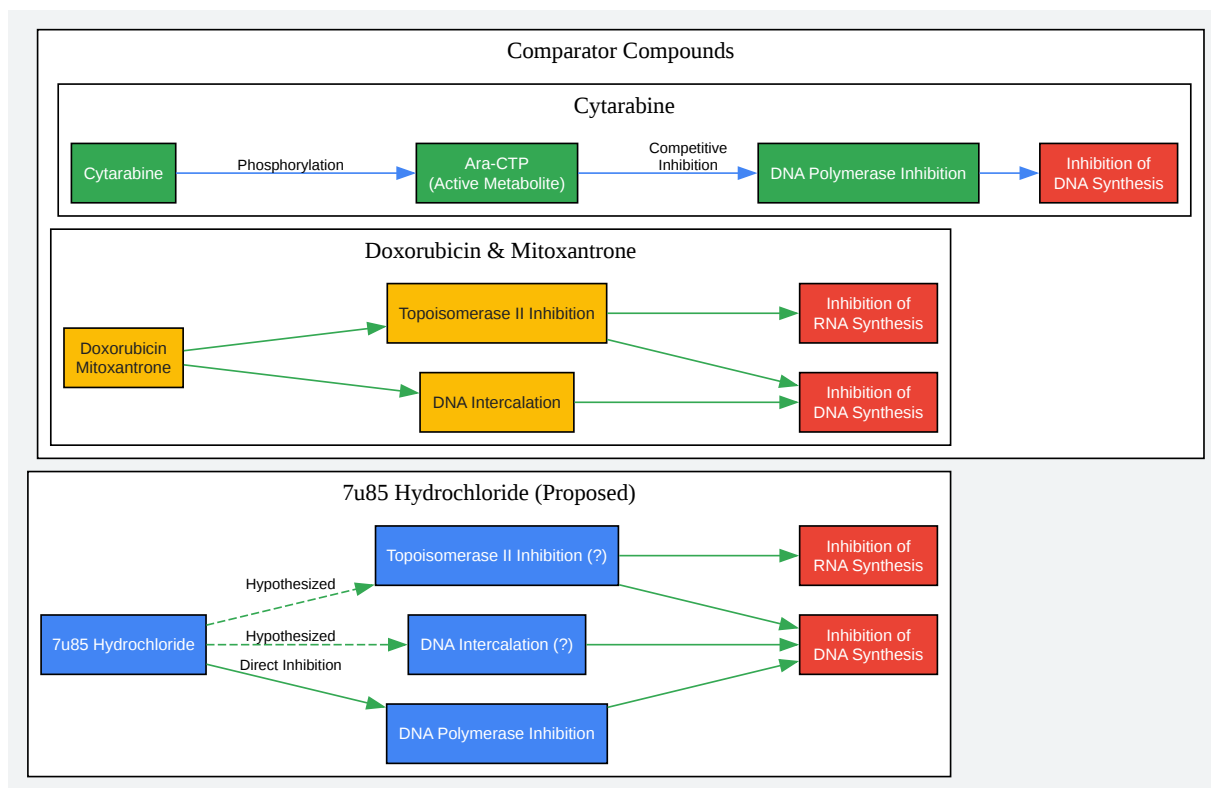 Comparator Compounds
Cytarabine
Cytarabine
Phosphorylation
Ara-CTP
(Active Metabolite)
Competitive
Inhibition
DNA Polymerase Inhibition
Inhibition of
DNA Synthesis
Doxorubicin & Mitoxantrone
Doxorubicin
Mitoxantrone
Topoisomerase II Inhibition
DNA Intercalation
Inhibition of
RNA Synthesis
Inhibition of
DNA Synthesis
7u85 Hydrochloride (Proposed)
7u85 Hydrochloride
Hypothesized
Hypothesized
Direct Inhibition
Topoisomerase II Inhibition (?)
DNA Intercalation (?)
DNA Polymerase Inhibition
Inhibition of
RNA Synthesis
Inhibition of
DNA Synthesis